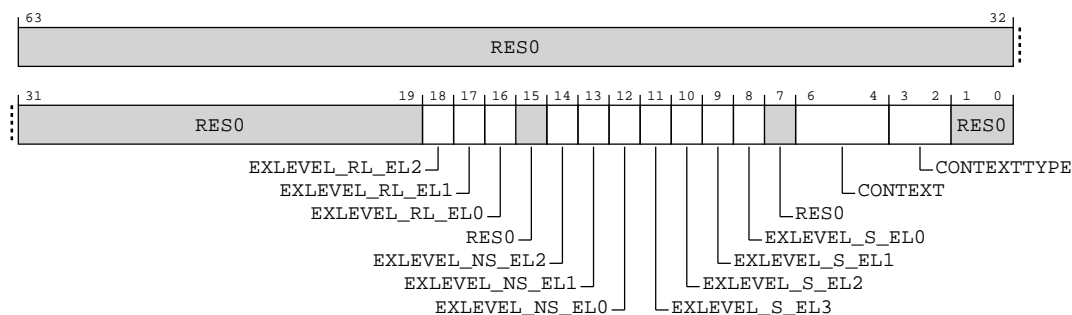 63 32
RES0
31 19 18 17 16 15 14 13 12 11 10 9 8 7 6 4 3 2 1 0
RES0 RES0
EXLEVEL_RL_EL2 CONTEXTTYPE
EXLEVEL_RL_EL1 CONTEXT
EXLEVEL_RL_EL0 RES0
RES0 EXLEVEL_S_EL0
EXLEVEL_NS_EL2 EXLEVEL_S_EL1
EXLEVEL_NS_EL1 EXLEVEL_S_EL2
EXLEVEL_NS_EL0 EXLEVEL_S_EL3